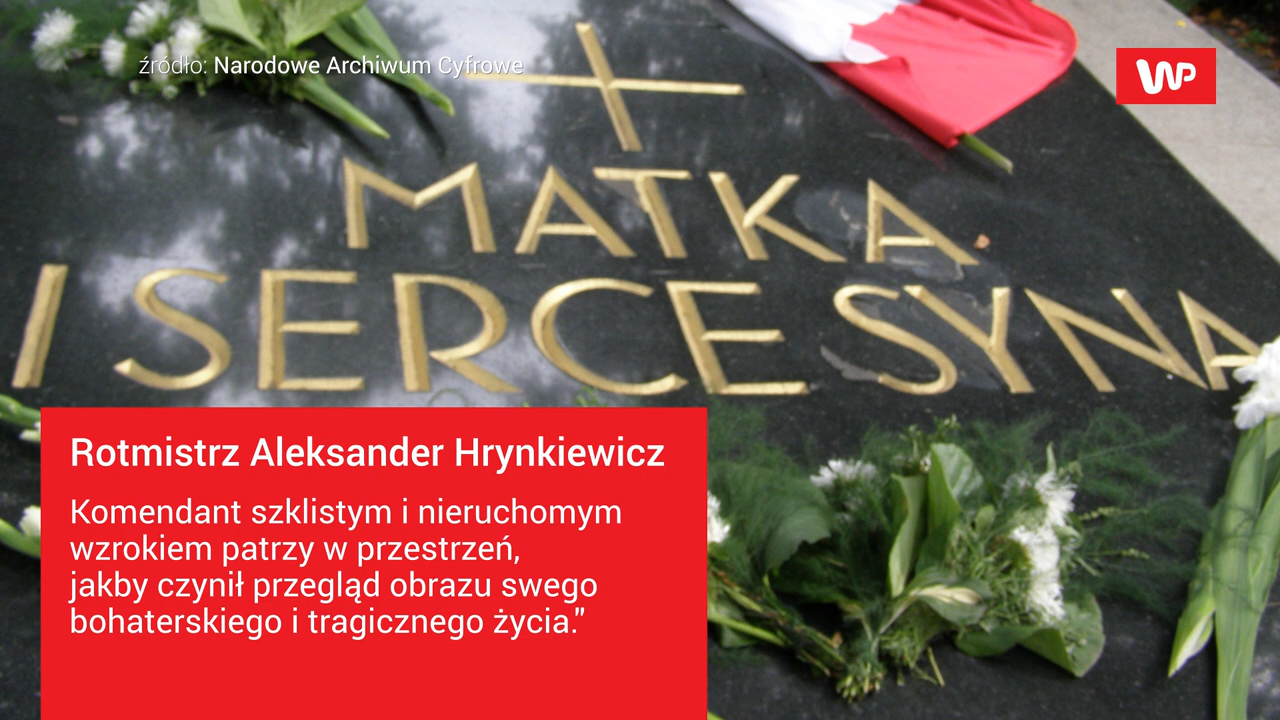 źródło: Narodowe Archiwum Cyfrowe
WP
MATKA
I SERCE SYNA
Rotmistrz Aleksander Hrynkiewicz
Komendant szklistym i nieruchomym
wzrokiem patrzy w przestrzeń,
jakby czynił przegląd obrazu swego
bohaterskiego i tragicznego życia."